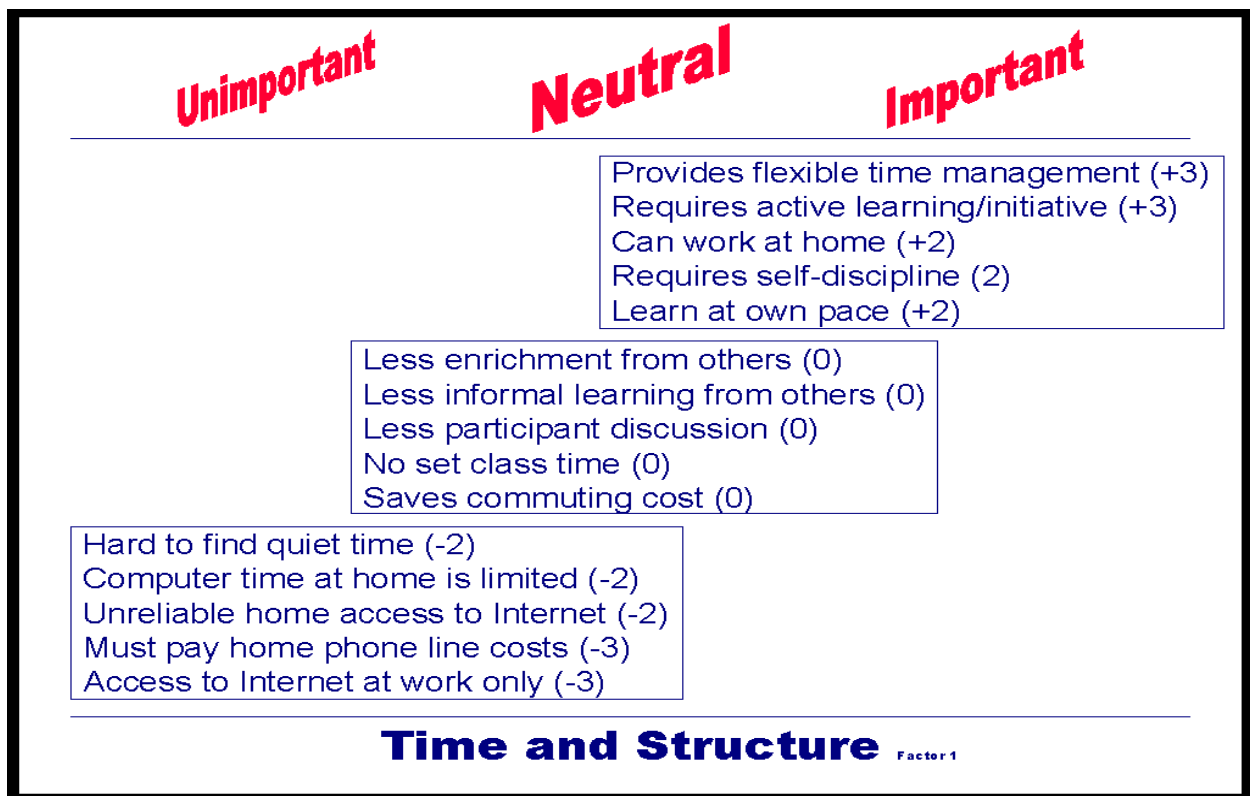 Unimportant Neutral Important
Provides flexible time management (+3)
Requires active learning/initiative (+3)
Can work at home (+2)
Requires self-discipline (2)
Learn at own pace (+2)
Less enrichment from others (0)
Less informal learning from others (0)
Less participant discussion (0)
No set class time (0)
Saves commuting cost (0)
Hard to find quiet time (-2)
Computer time at home is limited (-2)
Unreliable home access to Internet (-2)
Must pay home phone line costs (-3)
Access to Internet at work only (-3)
Time and Structure Factor 1